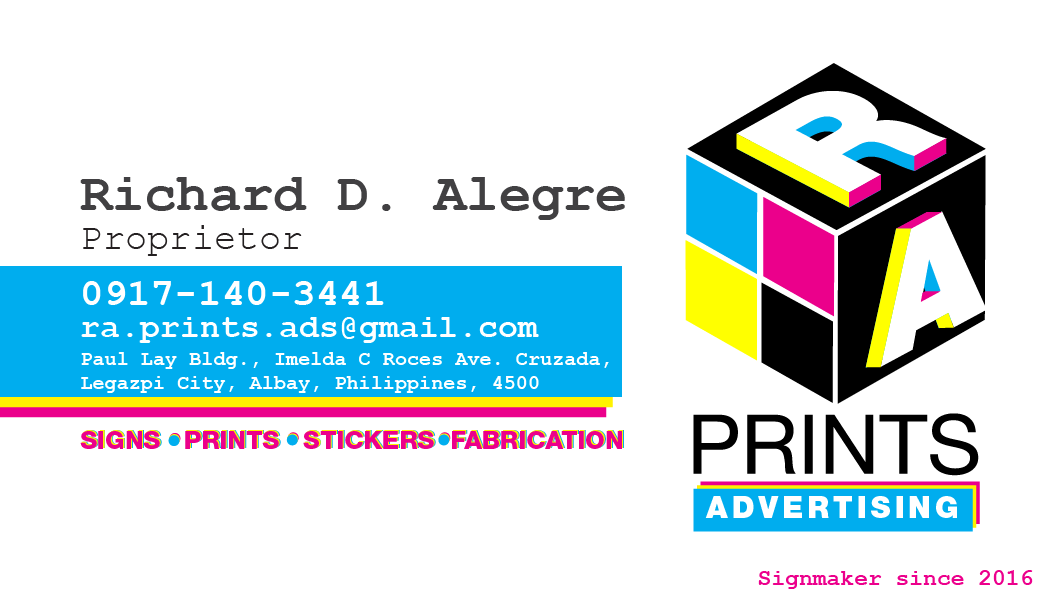 Richard D. Alegre
Proprietor
0917-140-3441
ra.prints.ads@gmail.com
Paul Lay Bldg., Imelda C Roces Ave. Cruzada,
Legazpi City, Albay, Philippines, 4500
SIGNS • PRINTS • STICKERS • FABRICATION
R
A
PRINTS
ADVERTISING
Signmaker since 2016